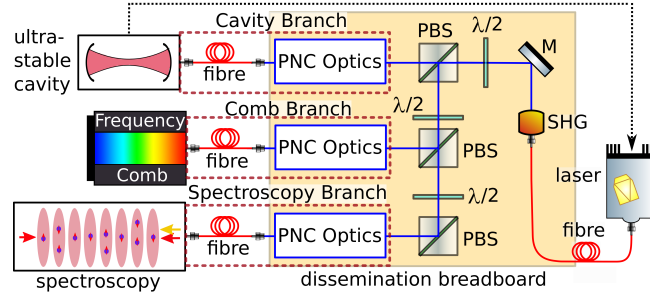 Cavity Branch
ultra-
stable
cavity
fibre
PNC Optics
PBS
λ/2
M
Comb Branch
Frequency
Comb
fibre
PNC Optics
λ/2
PBS
SHG
laser
Spectroscopy Branch
fibre
PNC Optics
λ/2
PBS
fibre
spectroscopy
dissemination breadboard